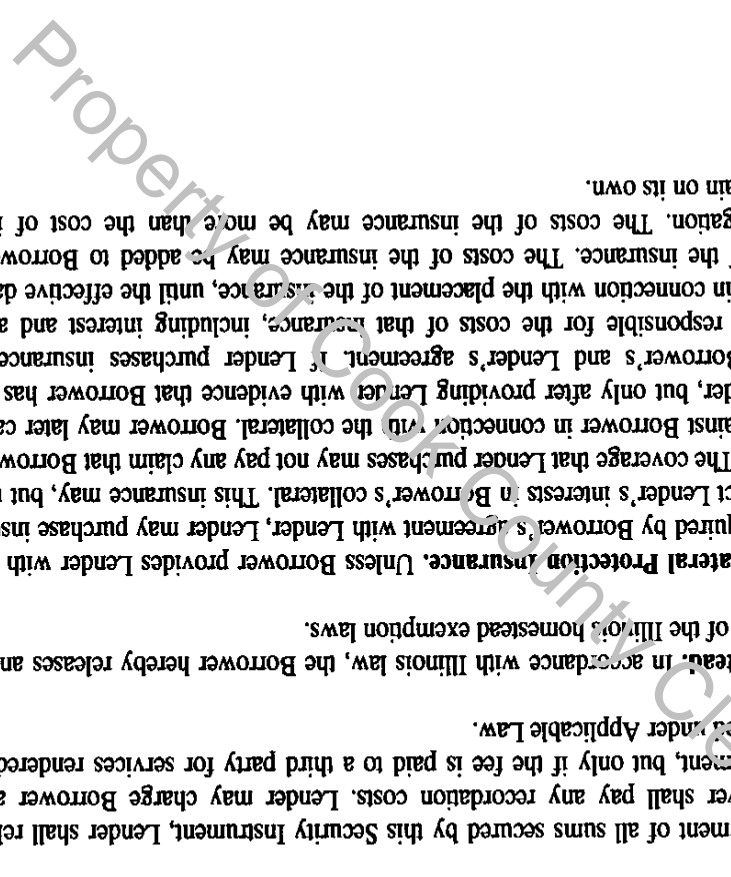 ment of all sums secured by this Security Instrument, Lender shall rel
wer shall pay any recordation costs. Lender may charge Borrower a
ment, but only if the fee is paid to a third party for services rendered
ed under Applicable Law.
stead. In accordance with Illinois law, the Borrower hereby releases an
of the Illinois homestead exemption laws.
ateral Protection Insurance. Unless Borrower provides Lender with
quired by Borrower's agreement with Lender, Lender may purchase insu
ct Lender's interests in Borrower's collateral. This insurance may, but
The coverage that Lender purchases may not pay any claim that Borrow
ainst Borrower in connection with the collateral. Borrower may later ca
der, but only after providing Lender with evidence that Borrower has
Borrower's and Lender's agreement. If Lender purchases insurance
responsible for the costs of that insurance, including interest and a
in connection with the placement of the insurance, until the effective da
f the insurance. The costs of the insurance may be added to Borrowe
gation. The costs of the insurance may be more than the cost of i
ain on its own.
Property of Cook County Cle